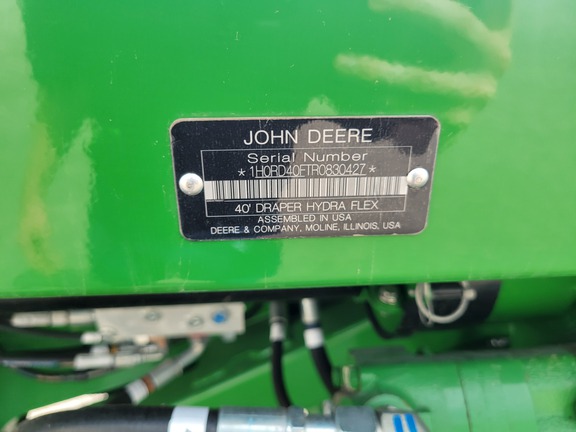 JOHN DEERE
Serial Number
*1H0RD40FTR0830427*
40' DRAPER HYDRA FLEX
ASSEMBLED IN USA
DEERE & COMPANY, MOLINE, ILLINOIS, USA